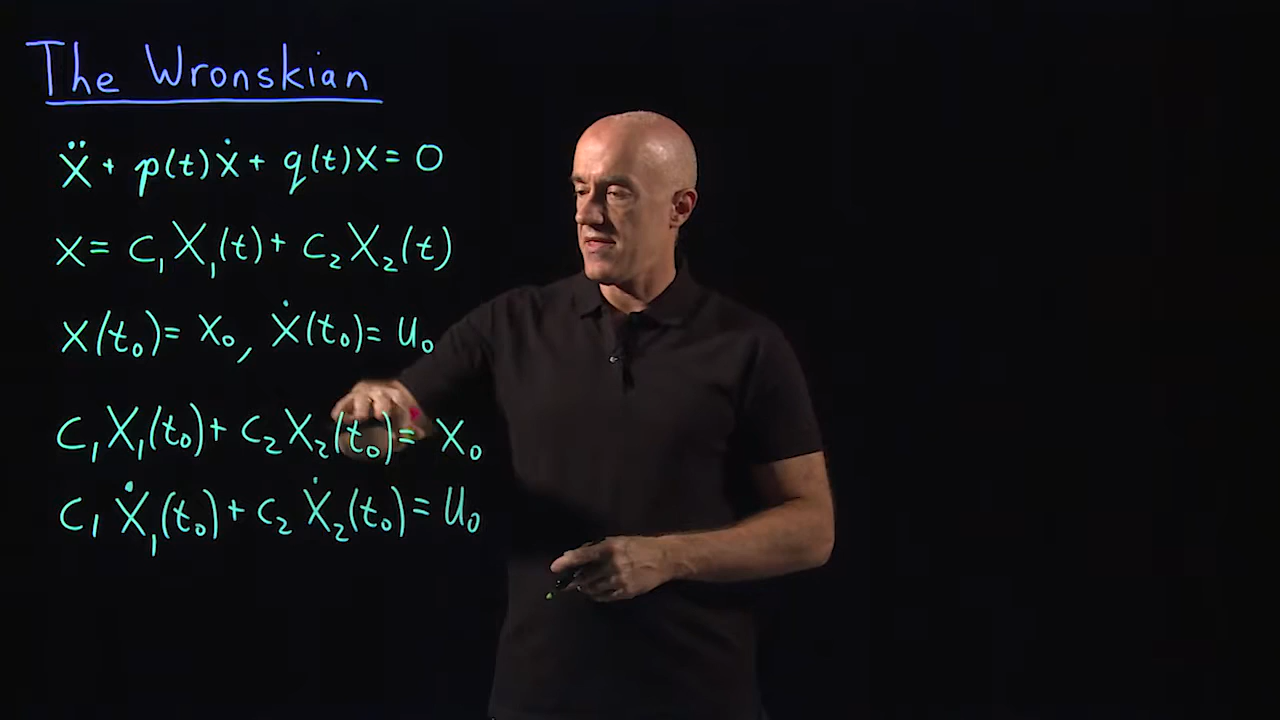 The Wronskian
Ẍ + p(t)Ẋ + q(t)X = 0
X = C₁X₁(t) + C₂X₂(t)
X(t₀) = X₀, Ẋ(t₀) = U₀
C₁X₁(t₀) + C₂X₂(t₀) = X₀
C₁Ẋ₁(t₀) + C₂Ẋ₂(t₀) = U₀